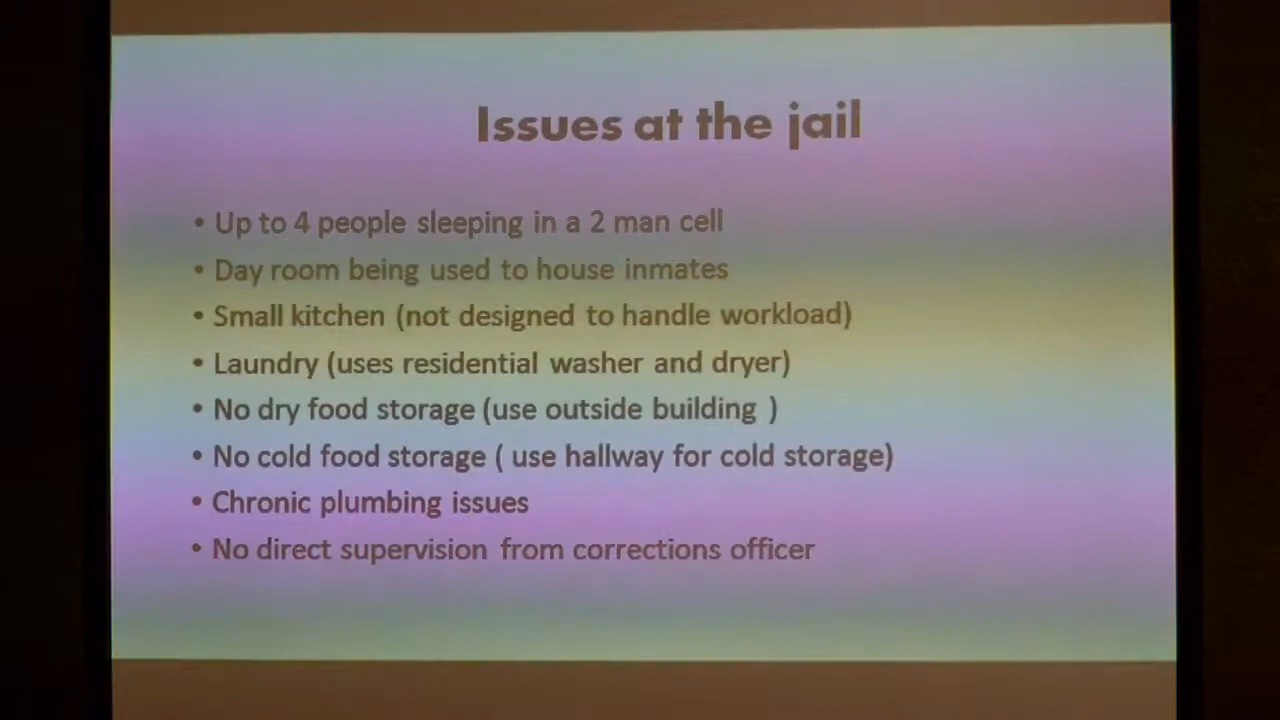 Issues at the jail
• Up to 4 people sleeping in a 2 man cell
• Day room being used to house inmates
• Small kitchen (not designed to handle workload)
• Laundry (uses residential washer and dryer)
• No dry food storage (use outside building )
• No cold food storage ( use hallway for cold storage)
• Chronic plumbing issues
• No direct supervision from corrections officer